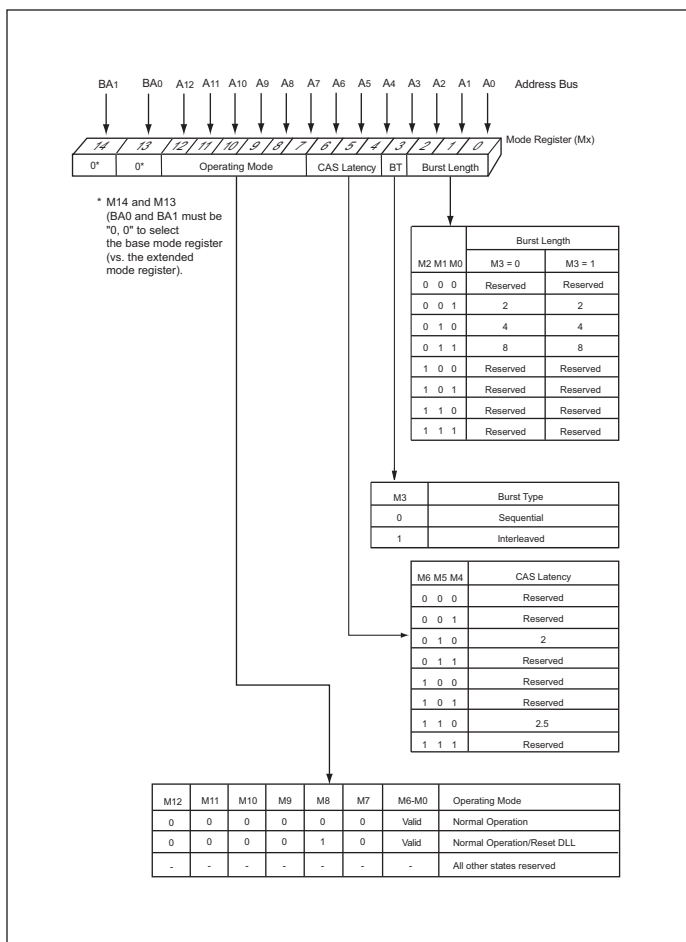 BA1 BA0 A12 A11 A10 A9 A8 A7 A6 A5 A4 A3 A2 A1 A0 Address Bus
14 13 12 11 10 9 8 7 6 5 4 3 2 1 0 Mode Register (Mx)
0* 0* Operating Mode CAS Latency BT Burst Length
* M14 and M13
(BA0 and BA1 must be
"0, 0" to select
the base mode register
(vs. the extended
mode register).
Burst Length
M2 M1 M0 M3 = 0 M3 = 1
0 0 0 Reserved Reserved
0 0 1 2 2
0 1 0 4 4
0 1 1 8 8
1 0 0 Reserved Reserved
1 0 1 Reserved Reserved
1 1 0 Reserved Reserved
1 1 1 Reserved Reserved
M3 Burst Type
0 Sequential
1 Interleaved
M6 M5 M4 CAS Latency
0 0 0 Reserved
0 0 1 Reserved
0 1 0 2
0 1 1 Reserved
1 0 0 Reserved
1 0 1 Reserved
1 1 0 2.5
1 1 1 Reserved
M12 M11 M10 M9 M8 M7 M6-M0 Operating Mode
0 0 0 0 0 0 Valid Normal Operation
0 0 0 0 1 0 Valid Normal Operation/Reset DLL
- - - - - - - All other states reserved